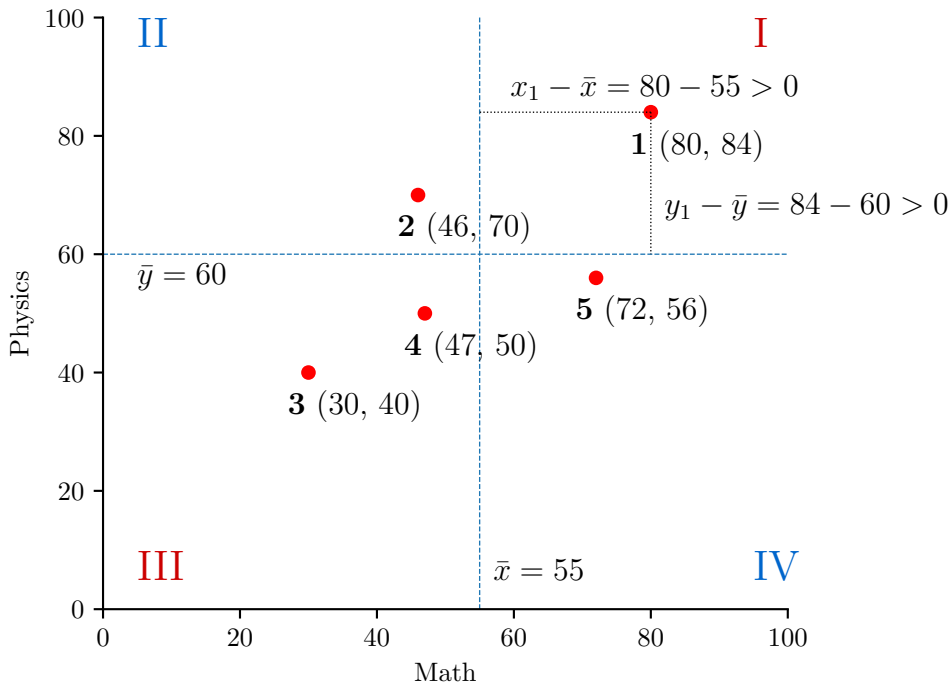 100
80
60
40
20
0
Physics
II
I
x₁ − x̄ = 80 − 55 > 0
1 (80, 84)
y₁ − ȳ = 84 − 60 > 0
2 (46, 70)
ȳ = 60
5 (72, 56)
4 (47, 50)
3 (30, 40)
III
x̄ = 55
IV
0 20 40 60 80 100
Math